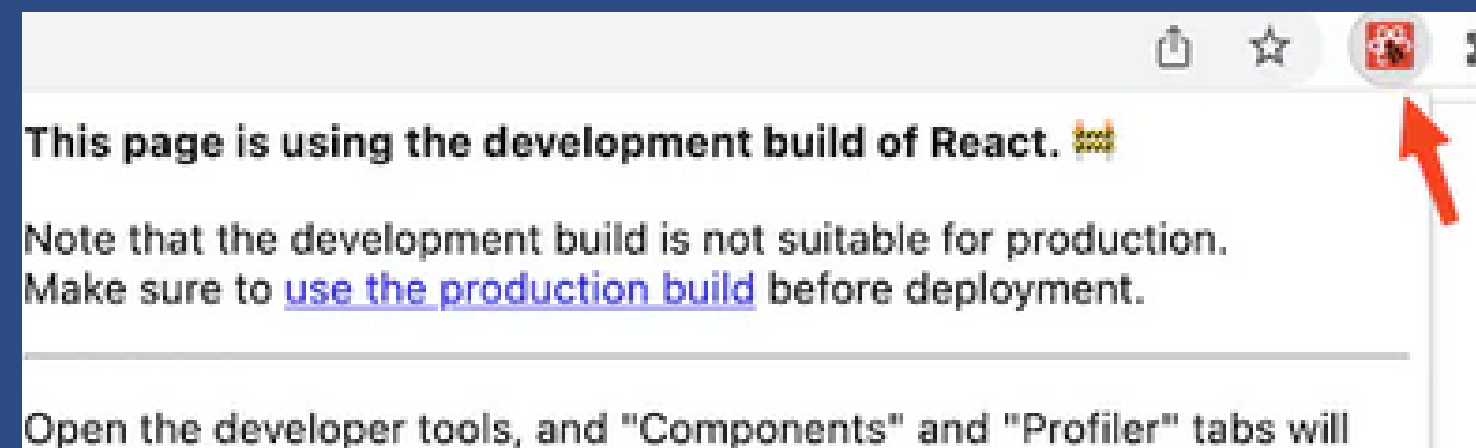 This page is using the development build of React. 🚧
Note that the development build is not suitable for production.
Make sure to use the production build before deployment.
Open the developer tools, and "Components" and "Profiler" tabs will